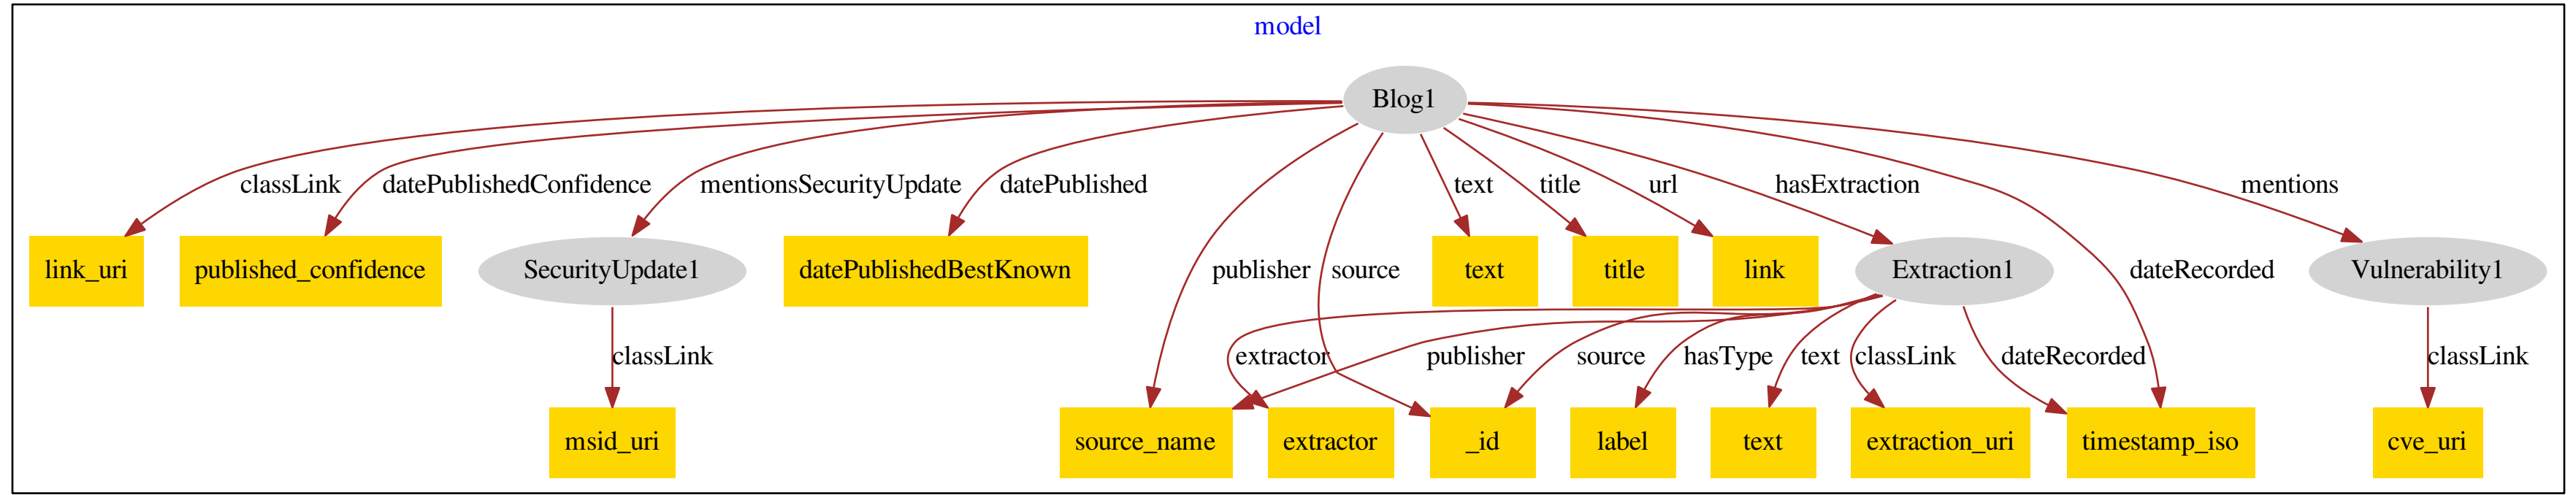 model
Blog1
classLink
datePublishedConfidence
mentionsSecurityUpdate
datePublished
text
title
url
hasExtraction
mentions
link_uri
published_confidence
SecurityUpdate1
datePublishedBestKnown
publisher
source
text
title
link
Extraction1
dateRecorded
Vulnerability1
classLink
extractor
publisher
source
hasType
text
classLink
dateRecorded
classLink
msid_uri
source_name
extractor
_id
label
text
extraction_uri
timestamp_iso
cve_uri